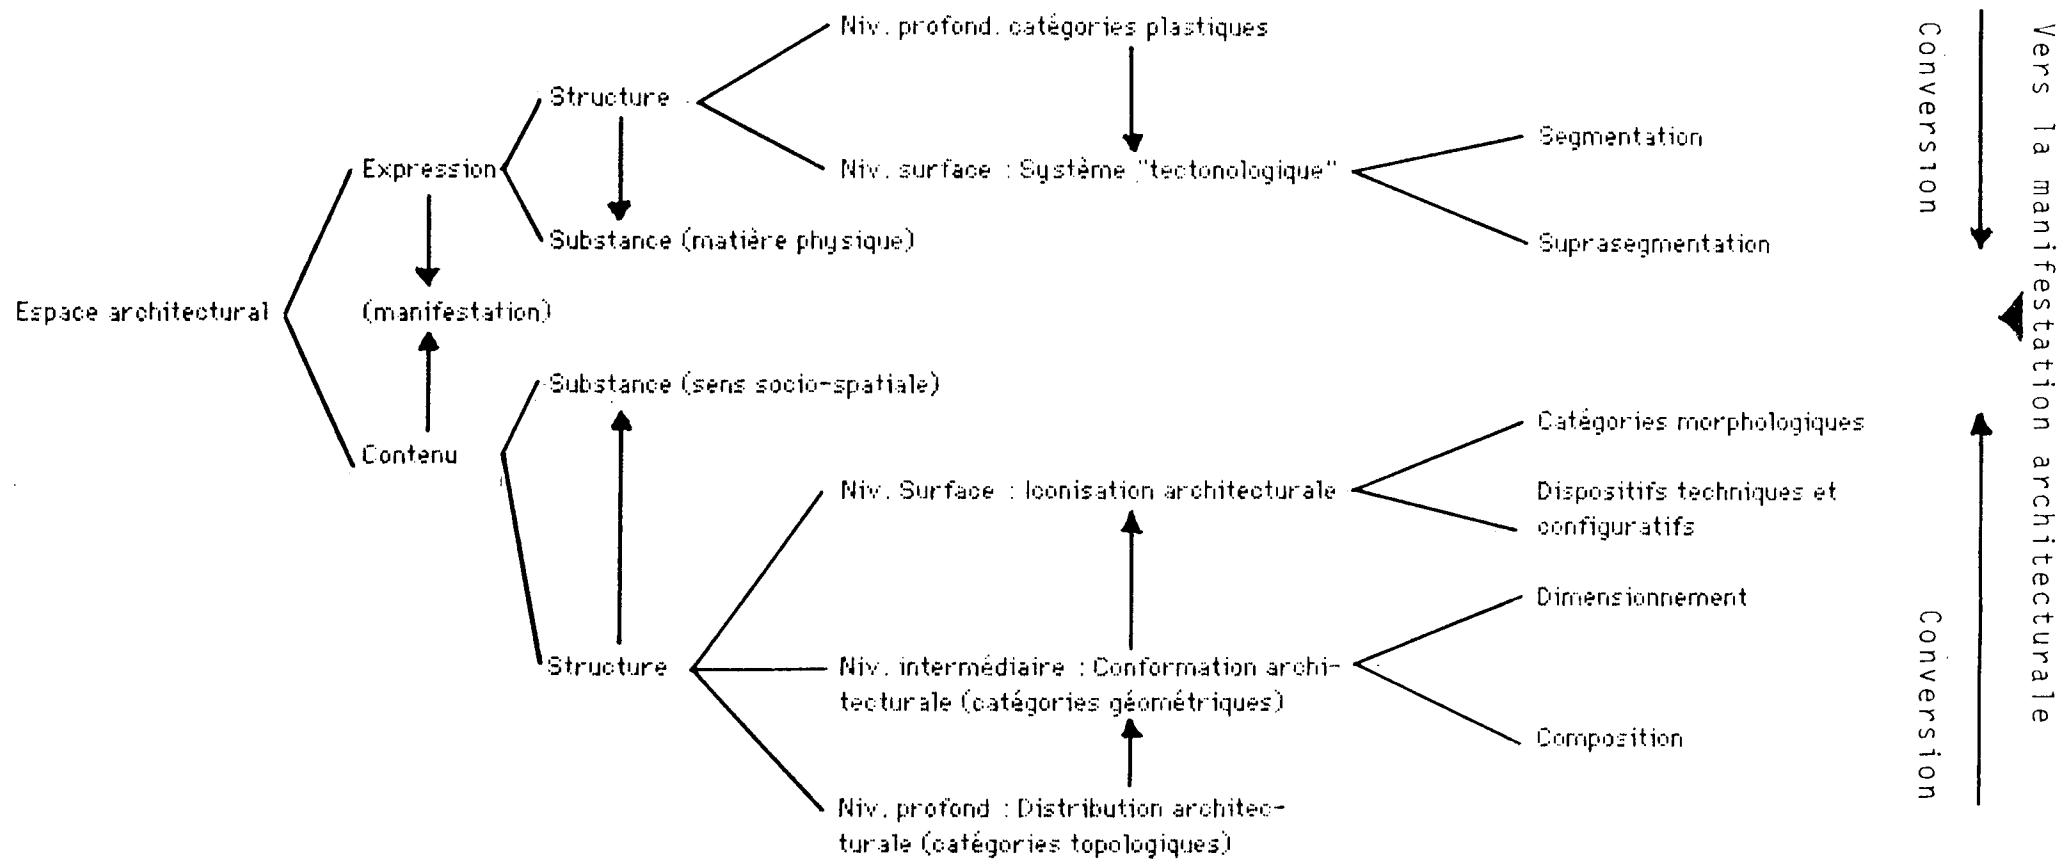 Niv. profond. catégories plastiques
Structure
Segmentation
Expression
Niv. surface : Système "tectonologique"
Substance (matière physique)
Suprasegmentation
Espace architectural
(manifestation)
Substance (sens socio-spatiale)
Contenu
Catégories morphologiques
Niv. Surface : Iconisation architecturale
Dispositifs techniques et
configuratifs
Dimensionnement
Structure
Niv. intermédiaire : Conformation archi-
tecturale (catégories géométriques)
Composition
Niv. profond : Distribution architec-
turale (catégories topologiques)
Conversion
Conversion
Vers la manifestation architecturale